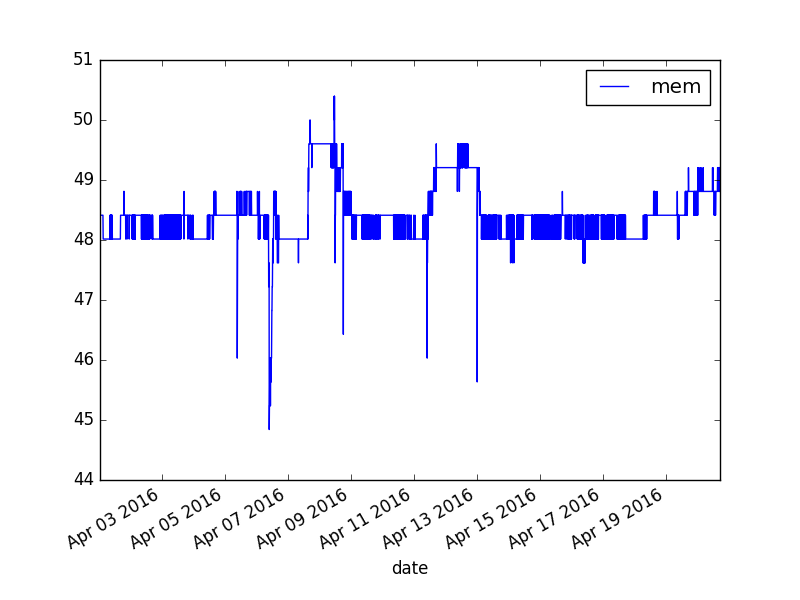 51
50
49
48
47
46
45
44
mem
Apr 03 2016
Apr 05 2016
Apr 07 2016
Apr 09 2016
Apr 11 2016
Apr 13 2016
Apr 15 2016
Apr 17 2016
Apr 19 2016
date